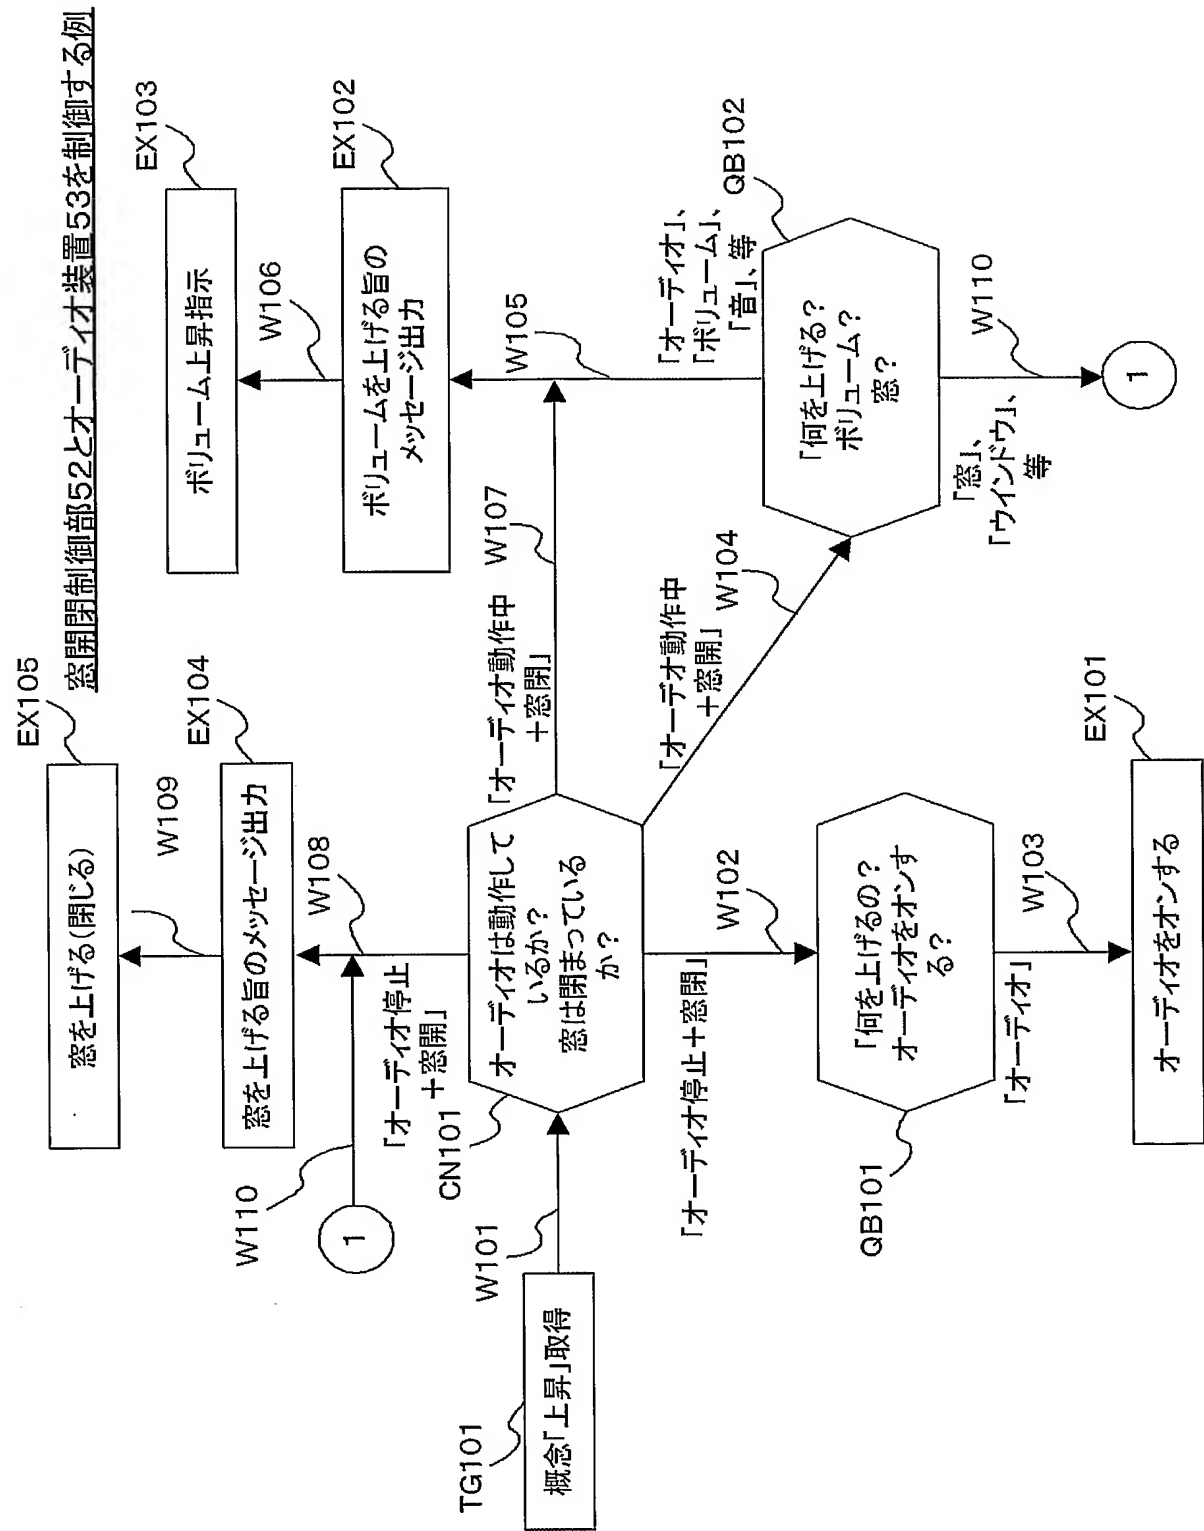 窓開閉制御部52とオーディオ装置53を制御する例
TG101
概念「上昇」取得
W101
CN101
オーディオは動作して
いるか?
窓は閉まっている
か?
「オーディオ停止
+窓開」
W108
W110
1
EX104
窓を上げる旨のメッセージ出力
W109
EX105
窓を上げる(閉じる)
「オーディオ動作中
+窓閉」
W107
「オーデオ動作中
+窓開」
W104
「オーディオ停止+窓閉」
W102
QB101
「何を上げるの?
オーディオをオンす
る?
「オーディオ」
W103
EX101
オーディオをオンする
QB102
「何を上げる?
ボリューム?
窓?
「オーディオ」、
「ボリューム」、
「音」、等
W105
EX102
ボリュームを上げる旨の
メッセージ出力
W106
EX103
ボリューム上昇指示
「窓」、
「ウインドウ」、
等
W110
1